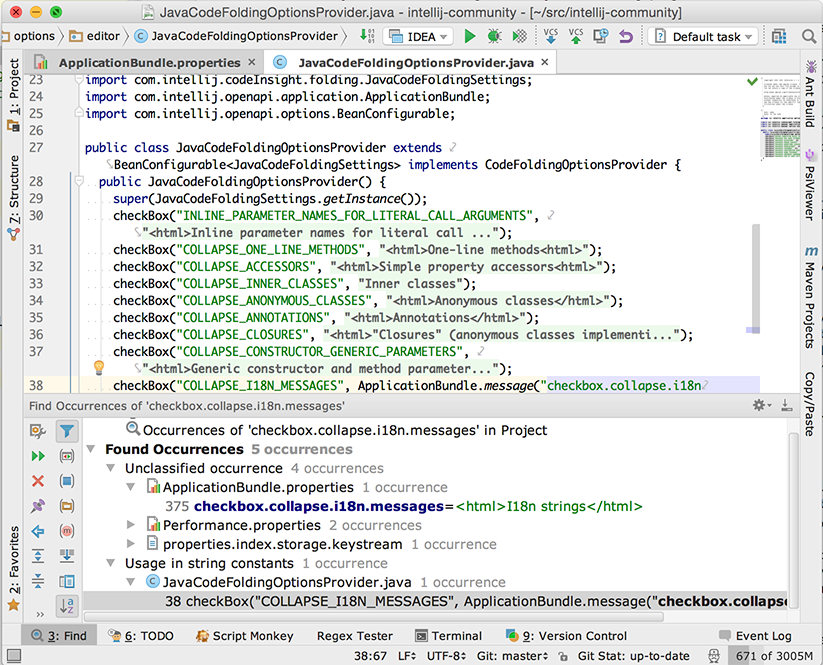 JavaCodeFoldingOptionsProvider.java - intellij-community - [~/src/intellij-community]
options editor JavaCodeFoldingOptionsProvider IDEA VCS VCS Default task
ApplicationBundle.properties × JavaCodeFoldingOptionsProvider.java ×
1: Project
7: Structure
2: Favorites
23 import com.intellij.codeInsight.folding.JavaCodeFoldingSettings;
24 import com.intellij.openapi.application.ApplicationBundle;
25 import com.intellij.openapi.options.BeanConfigurable;
26
27 public class JavaCodeFoldingOptionsProvider extends
BeanConfigurable<JavaCodeFoldingSettings> implements CodeFoldingOptionsProvider {
28 public JavaCodeFoldingOptionsProvider() {
29 super(JavaCodeFoldingSettings.getInstance());
30 checkBox("INLINE_PARAMETER_NAMES_FOR_LITERAL_CALL_ARGUMENTS",
"<html>Inline parameter names for literal call ...");
31 checkBox("COLLAPSE_ONE_LINE_METHODS", "<html>One-line methods<html>");
32 checkBox("COLLAPSE_ACCESSORS", "<html>Simple property accessors<html>");
33 checkBox("COLLAPSE_INNER_CLASSES", "Inner classes");
34 checkBox("COLLAPSE_ANONYMOUS_CLASSES", "<html>Anonymous classes</html>");
35 checkBox("COLLAPSE_ANNOTATIONS", "<html>Annotations</html>");
36 checkBox("COLLAPSE_CLOSURES", "<html>"Closures" (anonymous classes implementi...");
37 checkBox("COLLAPSE_CONSTRUCTOR_GENERIC_PARAMETERS",
"<html>Generic constructor and method parameter...");
38 checkBox("COLLAPSE_I18N_MESSAGES", ApplicationBundle.message("checkbox.collapse.i18n
Ant Build
PsiViewer
m Maven Projects
Copy/Paste
Find Occurrences of 'checkbox.collapse.i18n.messages'
Occurrences of 'checkbox.collapse.i18n.messages' in Project
Found Occurrences 5 occurrences
Unclassified occurrence 4 occurrences
ApplicationBundle.properties 1 occurrence
375 checkbox.collapse.i18n.messages=<html>I18n strings</html>
Performance.properties 2 occurrences
properties.index.storage.keystream 1 occurrence
Usage in string constants 1 occurrence
JavaCodeFoldingOptionsProvider.java 1 occurrence
38 checkBox("COLLAPSE_I18N_MESSAGES", ApplicationBundle.message("checkbox.collapse
3: Find 6: TODO Script Monkey Regex Tester Terminal 9: Version Control Event Log
38:67 LF UTF-8 Git: master Git Stat: up-to-date 671 of 3005M